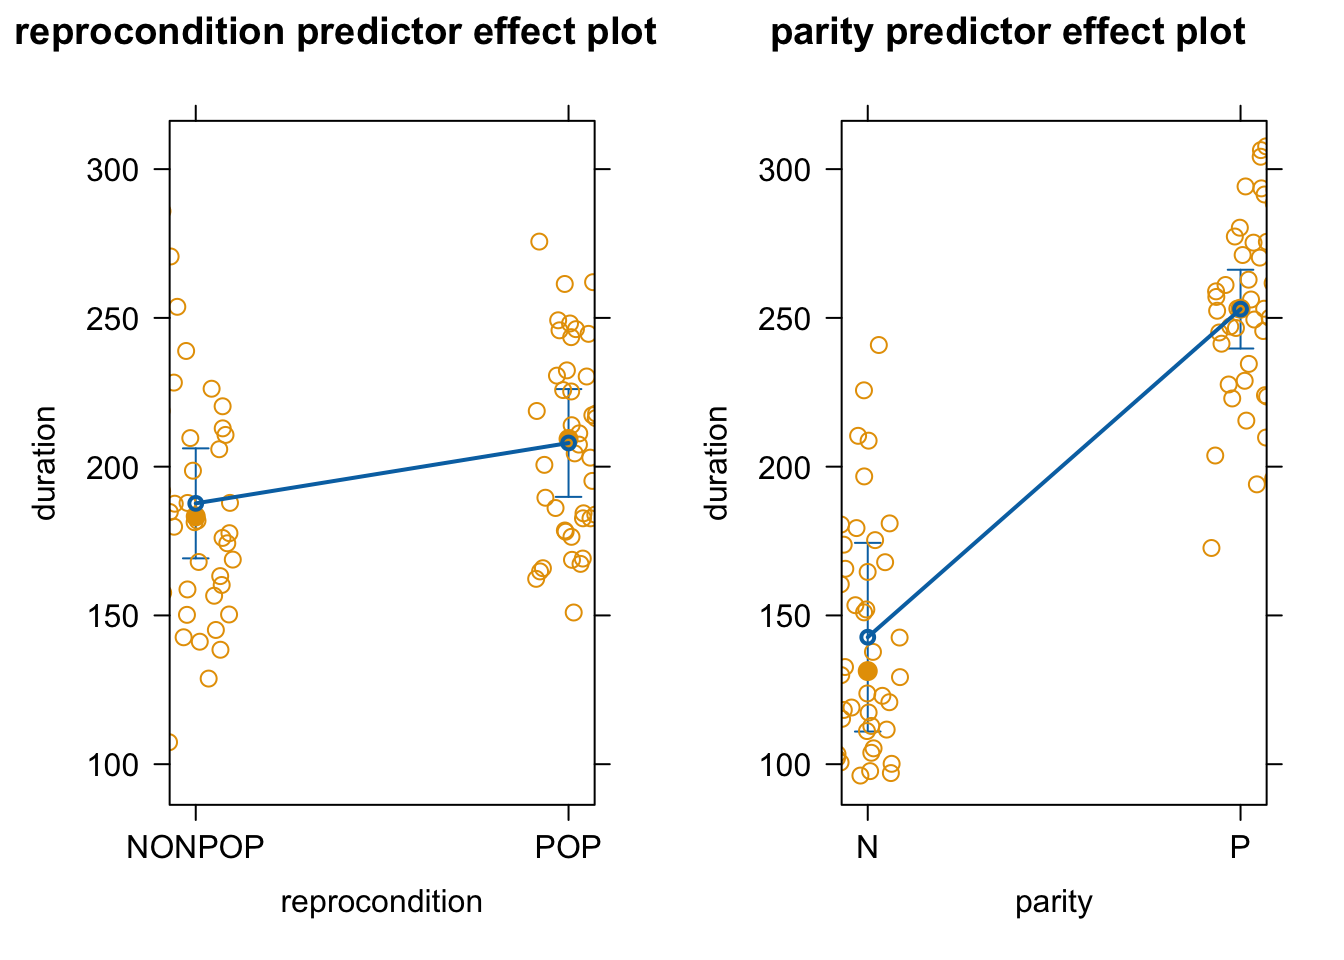 reprocondition predictor effect plot
duration
300
250
200
150
100
NONPOP POP
reprocondition
parity predictor effect plot
duration
300
250
200
150
100
N P
parity